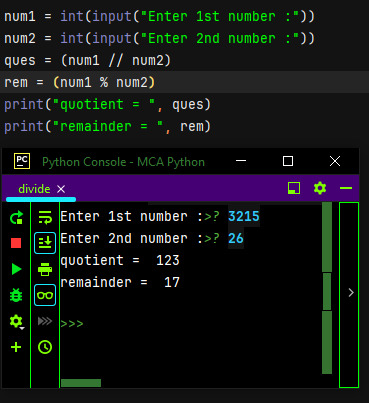 num1 = int(input("Enter 1st number :"))
num2 = int(input("Enter 2nd number :"))
ques = (num1 // num2)
rem = (num1 % num2)
print("quotient = ", ques)
print("remainder = ", rem)
PC Python Console - MCA Python
divide
Enter 1st number :>? 3215
Enter 2nd number :>? 26
quotient =  123
remainder =  17
>>>